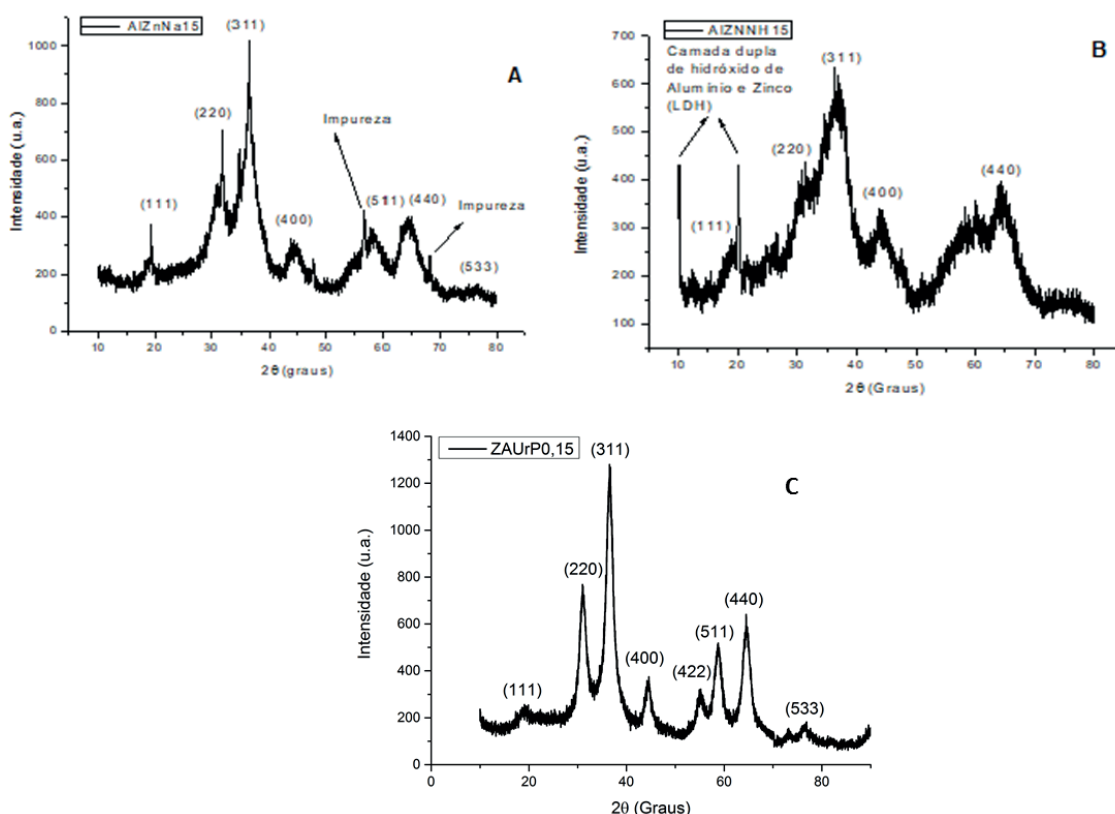 AlZnNa15
A
Intensidade (u.a.)
1000
800
600
400
200
0
(111)
(220)
(311)
(400)
Impureza
(511)
(440)
Impureza
(533)
10 20 30 40 50 60 70 80
2θ (graus)
AlZNNH15
B
Camada dupla
de hidróxido de
Alumínio e Zinco
(LDH)
Intensidade (u.a.)
700
600
500
400
300
200
100
(111)
(220)
(311)
(400)
(440)
10 20 30 40 50 60 70 80
2θ (Graus)
ZAUrP0,15
C
Intensidade (u.a.)
1400
1200
1000
800
600
400
200
0
(111)
(220)
(311)
(400)
(422)
(511)
(440)
(533)
0 20 40 60 80
2θ (Graus)